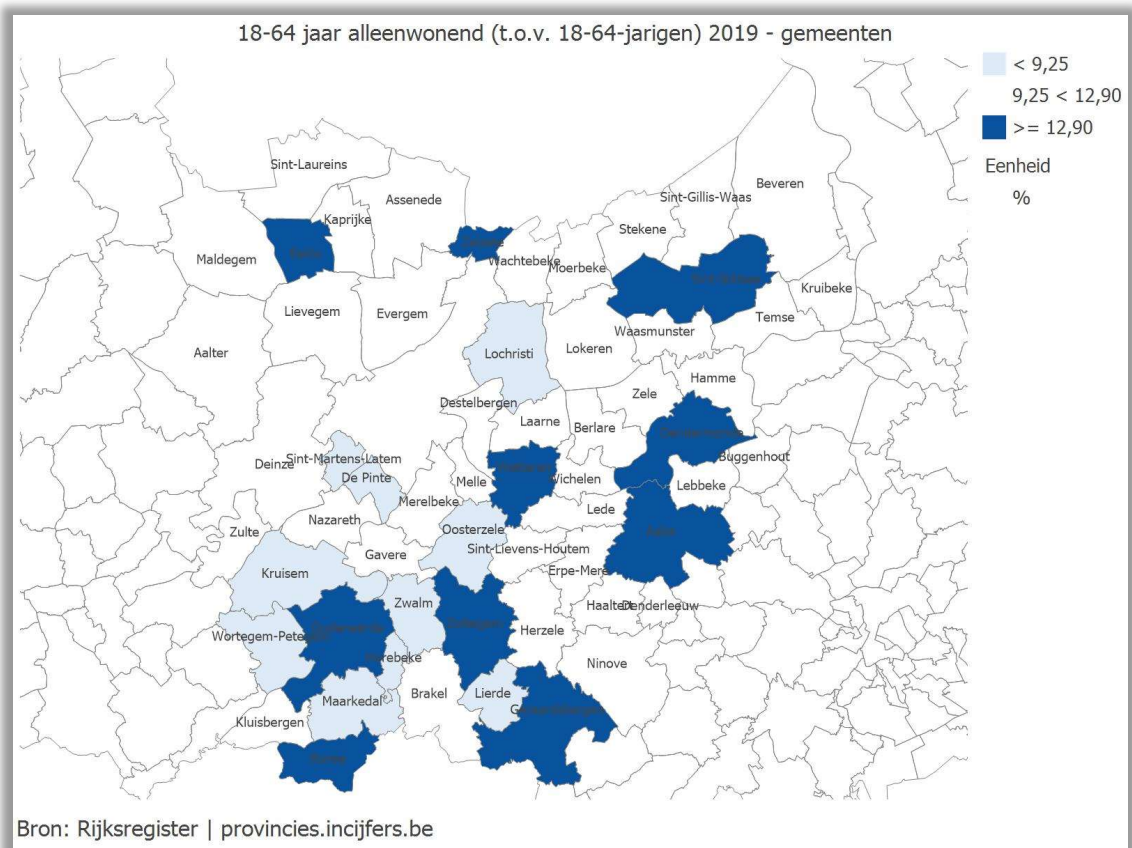 18-64 jaar alleenwonend (t.o.v. 18-64-jarigen) 2019 - gemeenten
< 9,25
9,25 < 12,90
>= 12,90
Eenheid
%
Sint-Laureins
Beveren
Sint-Gillis-Waas
Assenede
Kaprijke
Stekene
Maldegem
Wachtebeke
Moerbeke
Kruibeke
Lievegem
Evergem
Temse
Waasmunster
Aalter
Lochristi
Lokeren
Hamme
Zele
Destelbergen
Laarne
Berlare
Buggenhout
Sint-Martens-Latem
Deinze
De Pinte
Melle
Wichelen
Lebbeke
Merelbeke
Lede
Nazareth
Zulte
Oosterzele
Gavere
Sint-Lievens-Houtem
Erpe-Mere
Kruisem
Zwalm
Haaltert
Denderleeuw
Wortegem-Petegem
Herzele
Horebeke
Ninove
Brakel
Lierde
Maarkedal
Geraardsbergen
Kluisbergen
Bron: Rijksregister | provincies.incijfers.be